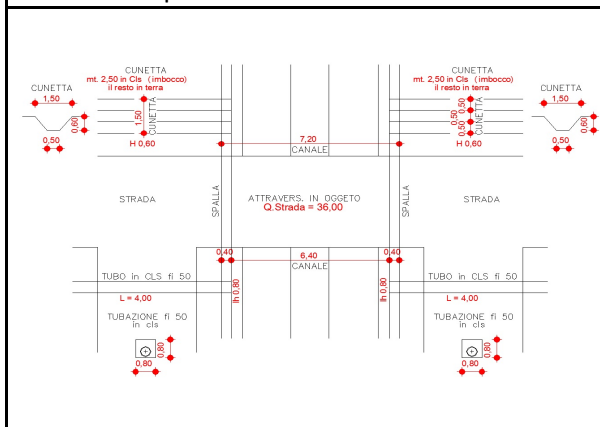 CUNETTA
mt. 2,50 in Cls (imbocco)
il resto in terra
CUNETTA
mt. 2,50 in Cls (imbocco)
il resto in terra
CUNETTA
1,50
0,60
0,50
1,50
CUNETTA
H 0,60
7,20
CANALE
0,50
0,50
0,50
CUNETTA
H 0,60
CUNETTA
1,50
0,60
0,50
STRADA
SPALLA
ATTRAVERS. IN OGGETO
Q.Strada = 36,00
SPALLA
STRADA
0,40
6,40
CANALE
0,40
TUBO in CLS fi 50
L = 4,00
lh 0,80
lh 0,80
TUBO in CLS fi 50
L = 4,00
TUBAZIONE fi 50
in cls
0,80
0,80
TUBAZIONE fi 50
in cls
0,80
0,80